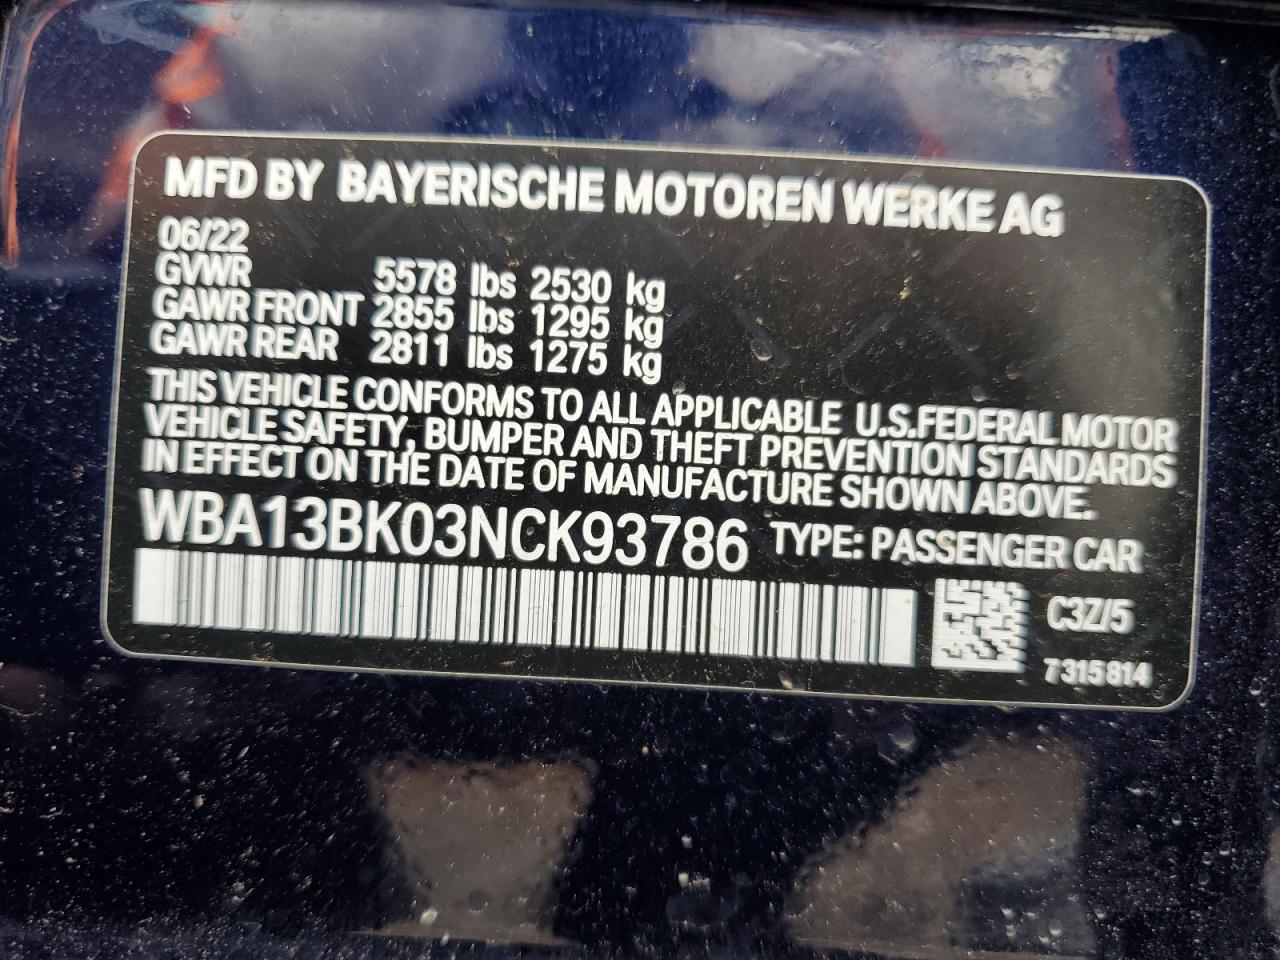 MFD BY BAYERISCHE MOTOREN WERKE AG
06/22
GVWR 5578 lbs 2530 kg
GAWR FRONT 2855 lbs 1295 kg
GAWR REAR 2811 lbs 1275 kg
THIS VEHICLE CONFORMS TO ALL APPLICABLE U.S.FEDERAL MOTOR
VEHICLE SAFETY, BUMPER AND THEFT PREVENTION STANDARDS
IN EFFECT ON THE DATE OF MANUFACTURE SHOWN ABOVE.
WBA13BK03NCK93786 TYPE: PASSENGER CAR
C3Z/5
7315814